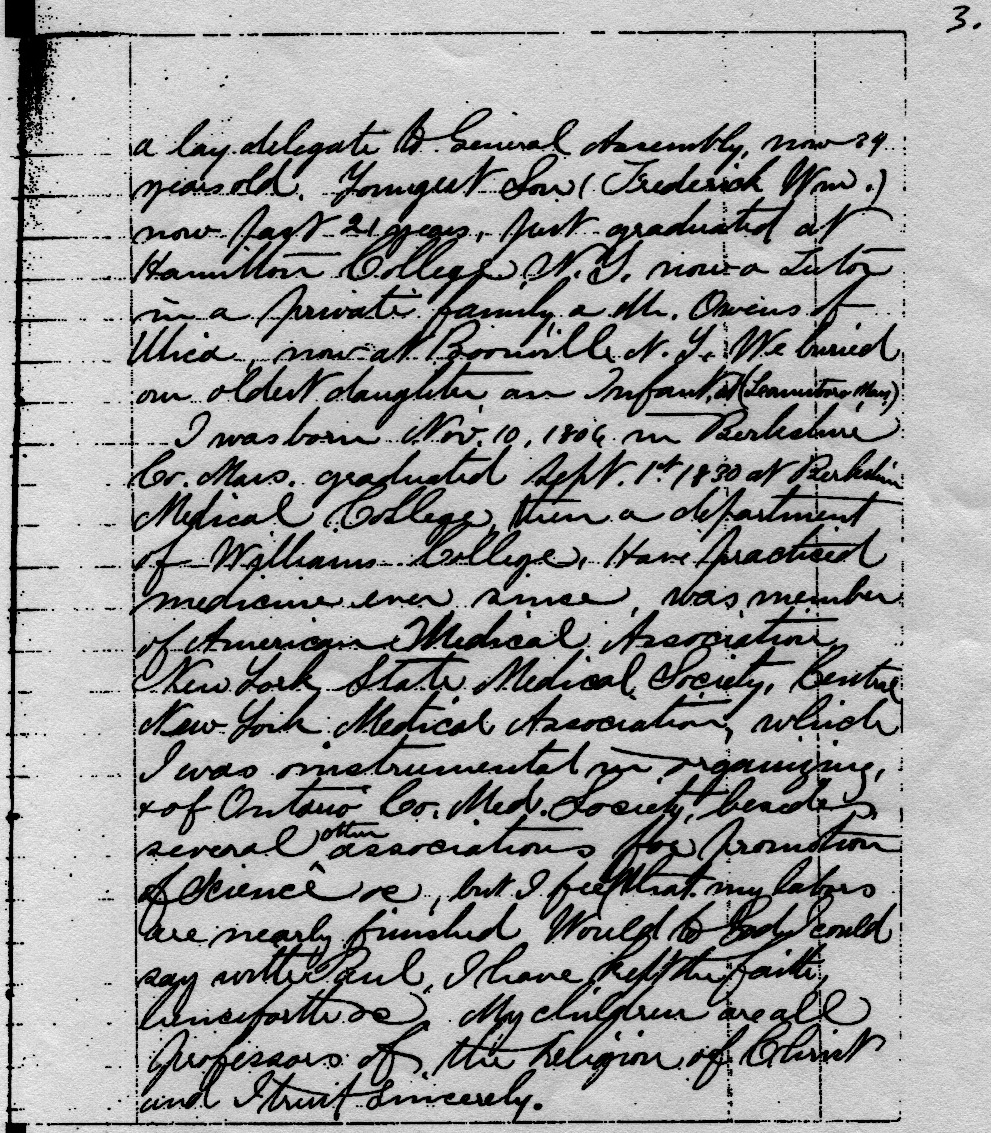 3.
a lay delegate to General Assembly, now 24
years old. Youngest Son (Frederick Wm.)
now past 21 years, just graduated at
Hamilton College, N.Y. now a Tutor
in a private family, a Mr. Owens of
Utica, now at Boonville N.Y. We buried
our oldest daughter an Infant, at
I was born Nov. 10, 1806 in Berkshire
Co. Mass. graduated Sept. 1st 1830 at Berkshire
Medical College, then a department
of Williams College. Have practiced
medicine ever since, was member
of American Medical Association,
New York State Medical Society, Central
New York Medical Association, which
I was instrumental in organizing,
& of Ontario Co. Med. Society, besides
several other associations for promotion
of Science &c, but I feel that my labors
are nearly finished Would to God I could
say with Paul, I have kept the faith,
henceforth &c. My children are all
professors of the religion of Christ
and I trust sincerely.